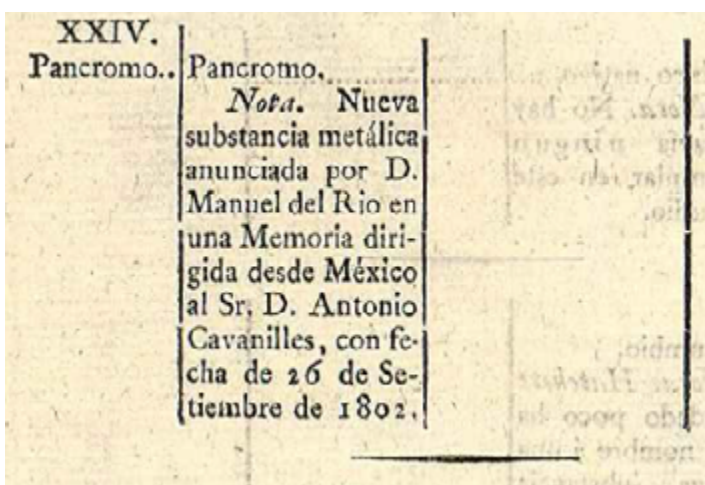 XXIV.
Pancromo.. Pancromo.
Nota. Nueva
substancia metálica
anunciada por D.
Manuel del Rio en
una Memoria diri-
gida desde México
al Sr. D. Antonio
Cavanilles, con fe-
cha de 26 de Se-
tiembre de 1802.